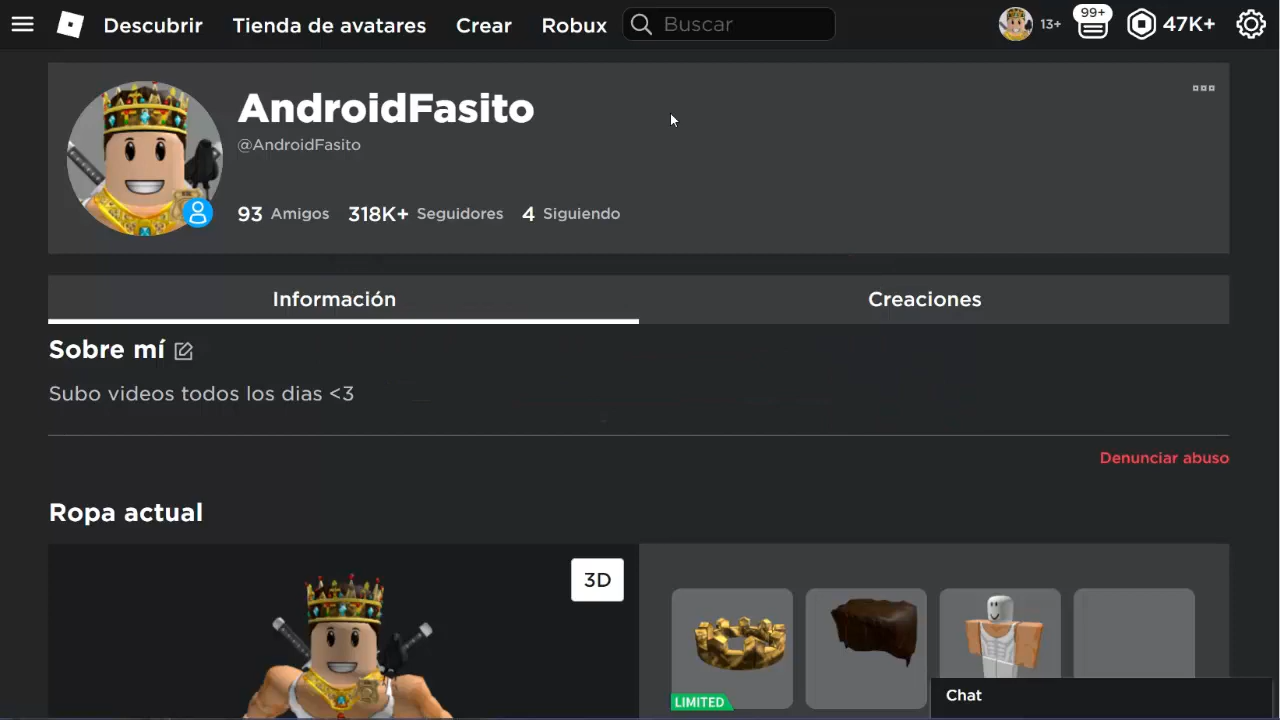 Descubrir Tienda de avatares Crear Robux Buscar 13+ 99+ 47K+
AndroidFasito
@AndroidFasito
93 Amigos 318K+ Seguidores 4 Siguiendo
Información Creaciones
Sobre mí
Subo videos todos los dias <3
Denunciar abuso
Ropa actual
3D
LIMITED
Chat